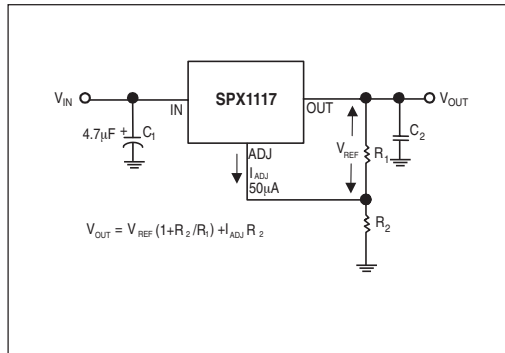 V_IN
IN
SPX1117
OUT
V_OUT
4.7μF + C_1
ADJ
I_ADJ
50μA
V_REF
R_1
C_2
R_2
V_OUT = V_REF (1+R_2/R_1) +I_ADJ R_2